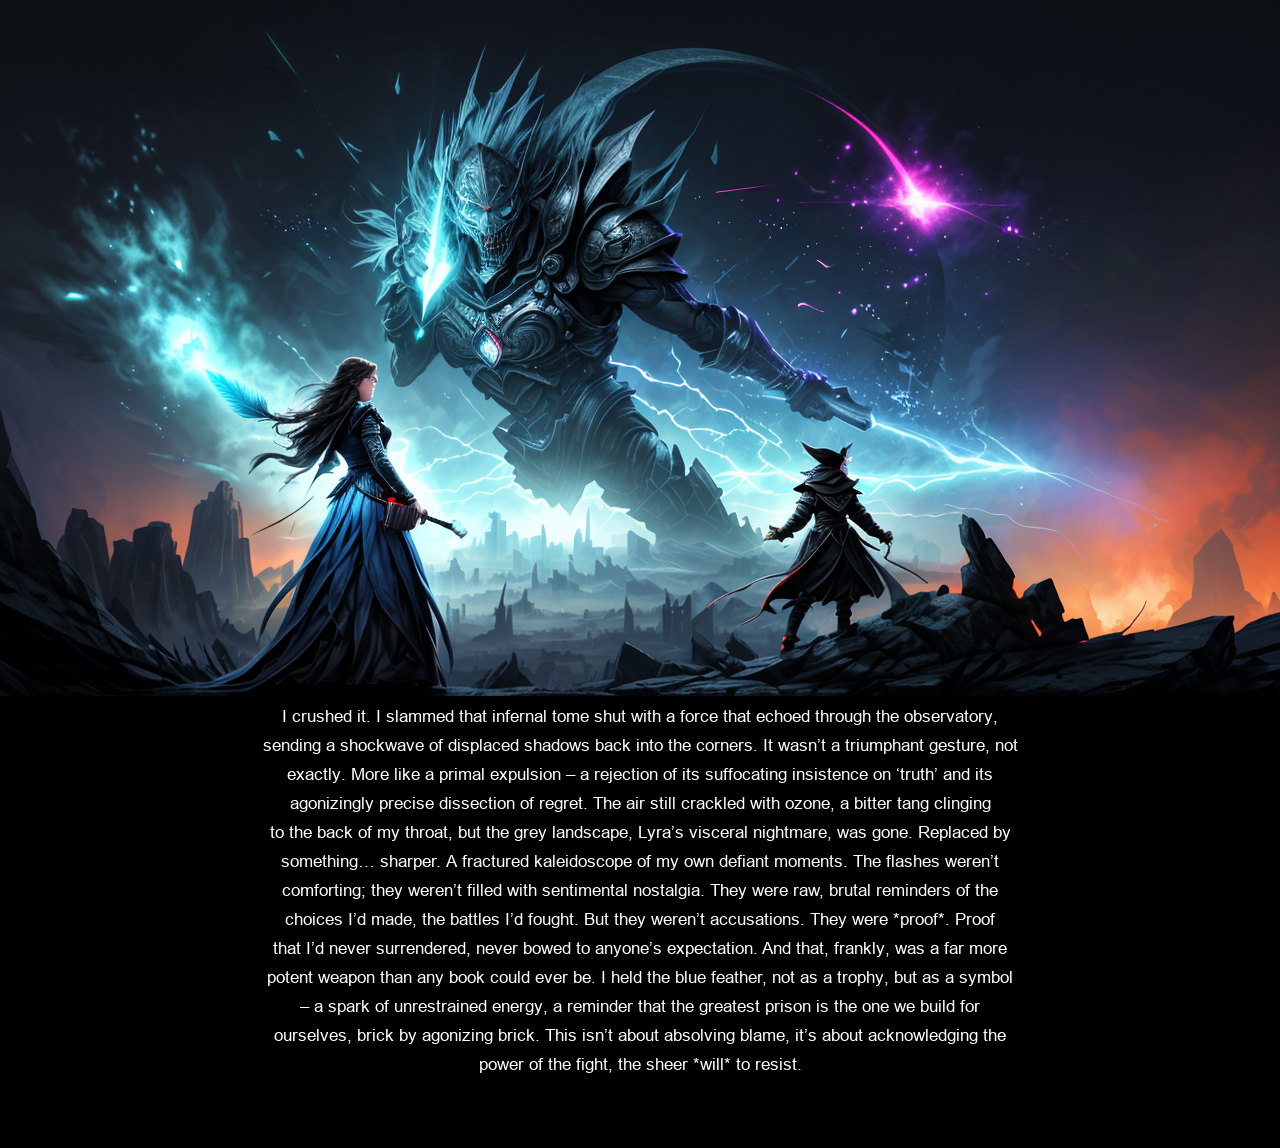 I crushed it. I slammed that infernal tome shut with a force that echoed through the observatory,
sending a shockwave of displaced shadows back into the corners. It wasn’t a triumphant gesture, not
exactly. More like a primal expulsion – a rejection of its suffocating insistence on ‘truth’ and its
agonizingly precise dissection of regret. The air still crackled with ozone, a bitter tang clinging
to the back of my throat, but the grey landscape, Lyra’s visceral nightmare, was gone. Replaced by
something… sharper. A fractured kaleidoscope of my own defiant moments. The flashes weren’t
comforting; they weren’t filled with sentimental nostalgia. They were raw, brutal reminders of the
choices I’d made, the battles I’d fought. But they weren’t accusations. They were *proof*. Proof
that I’d never surrendered, never bowed to anyone’s expectation. And that, frankly, was a far more
potent weapon than any book could ever be. I held the blue feather, not as a trophy, but as a symbol
– a spark of unrestrained energy, a reminder that the greatest prison is the one we build for
ourselves, brick by agonizing brick. This isn’t about absolving blame, it’s about acknowledging the
power of the fight, the sheer *will* to resist.